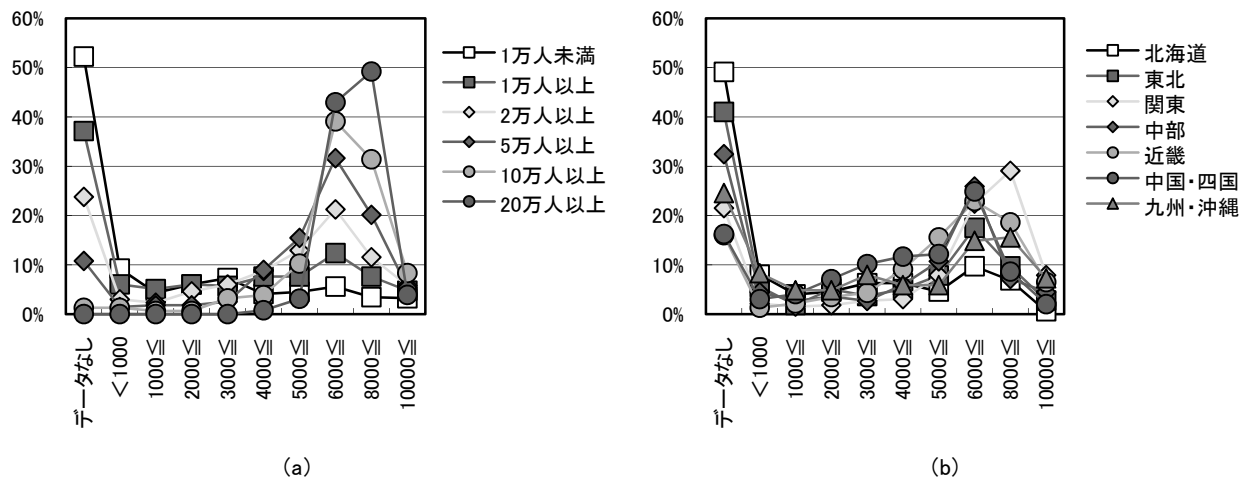 60%
50%
40%
30%
20%
10%
0%
データなし
＜1000
1000≦
2000≦
3000≦
4000≦
5000≦
6000≦
8000≦
10000≦
1万人未満
1万人以上
2万人以上
5万人以上
10万人以上
20万人以上
(a)
60%
50%
40%
30%
20%
10%
0%
データなし
＜1000
1000≦
2000≦
3000≦
4000≦
5000≦
6000≦
8000≦
10000≦
北海道
東北
関東
中部
近畿
中国・四国
九州・沖縄
(b)